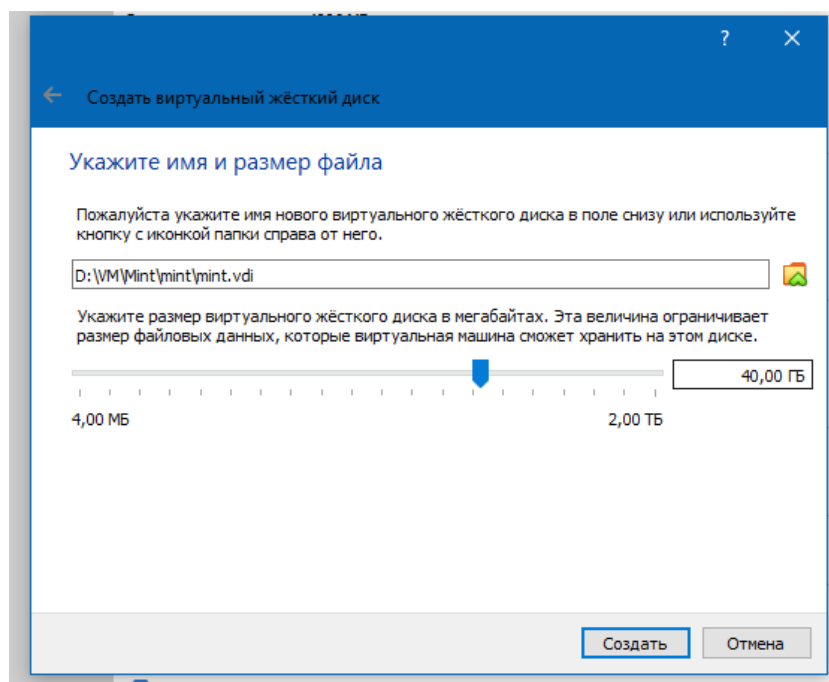 ?
Создать виртуальный жёсткий диск
Укажите имя и размер файла
Пожалуйста укажите имя нового виртуального жёсткого диска в поле снизу или используйте
кнопку с иконкой папки справа от него.
D:\VM\Mint\mint\mint.vdi
Укажите размер виртуального жёсткого диска в мегабайтах. Эта величина ограничивает
размер файловых данных, которые виртуальная машина сможет хранить на этом диске.
40,00 ГБ
4,00 МБ 2,00 ТБ
Создать Отмена